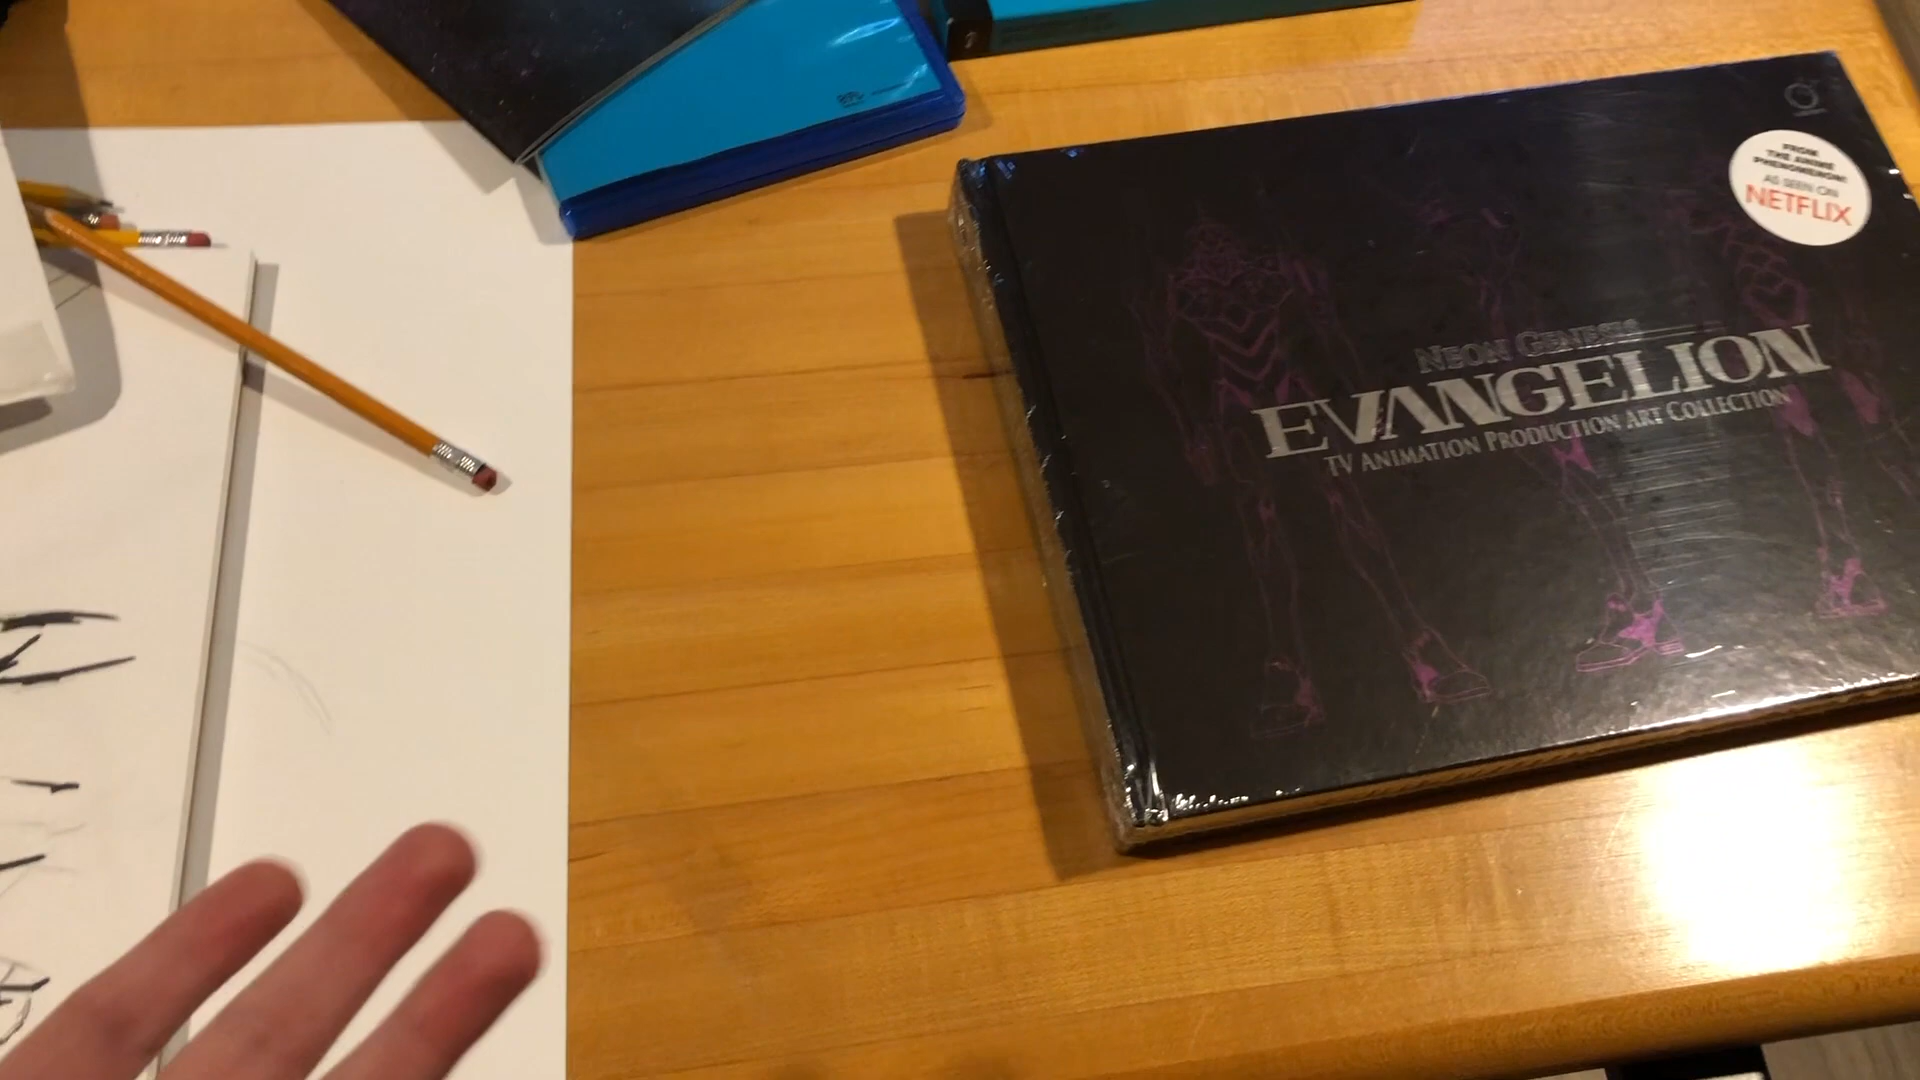 FROM
THE ANIME
PHENOMENON!
AS SEEN ON
NETFLIX
NEON GENESIS
EVANGELION
TV ANIMATION PRODUCTION ART COLLECTION